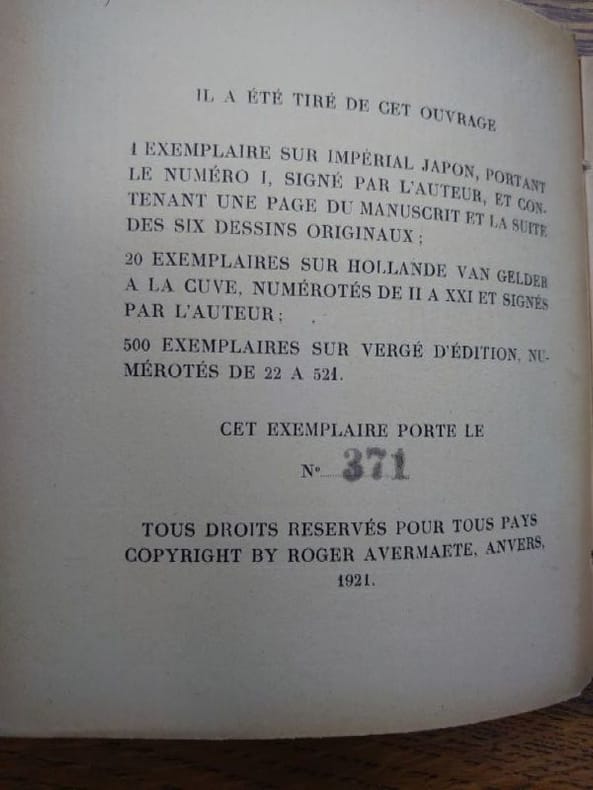 IL A ÉTÉ TIRÉ DE CET OUVRAGE
1 EXEMPLAIRE SUR IMPÉRIAL JAPON, PORTANT
LE NUMÉRO I, SIGNÉ PAR L'AUTEUR, ET CON-
TENANT UNE PAGE DU MANUSCRIT ET LA SUITE
DES SIX DESSINS ORIGINAUX ;
20 EXEMPLAIRES SUR HOLLANDE VAN GELDER
A LA CUVE, NUMÉROTÉS DE II A XXI ET SIGNÉS
PAR L'AUTEUR ;
500 EXEMPLAIRES SUR VERGÉ D'ÉDITION, NU-
MÉROTÉS DE 22 A 521.
CET EXEMPLAIRE PORTE LE
Nº 371
TOUS DROITS RESERVÉS POUR TOUS PAYS
COPYRIGHT BY ROGER AVERMAETE, ANVERS,
1921.